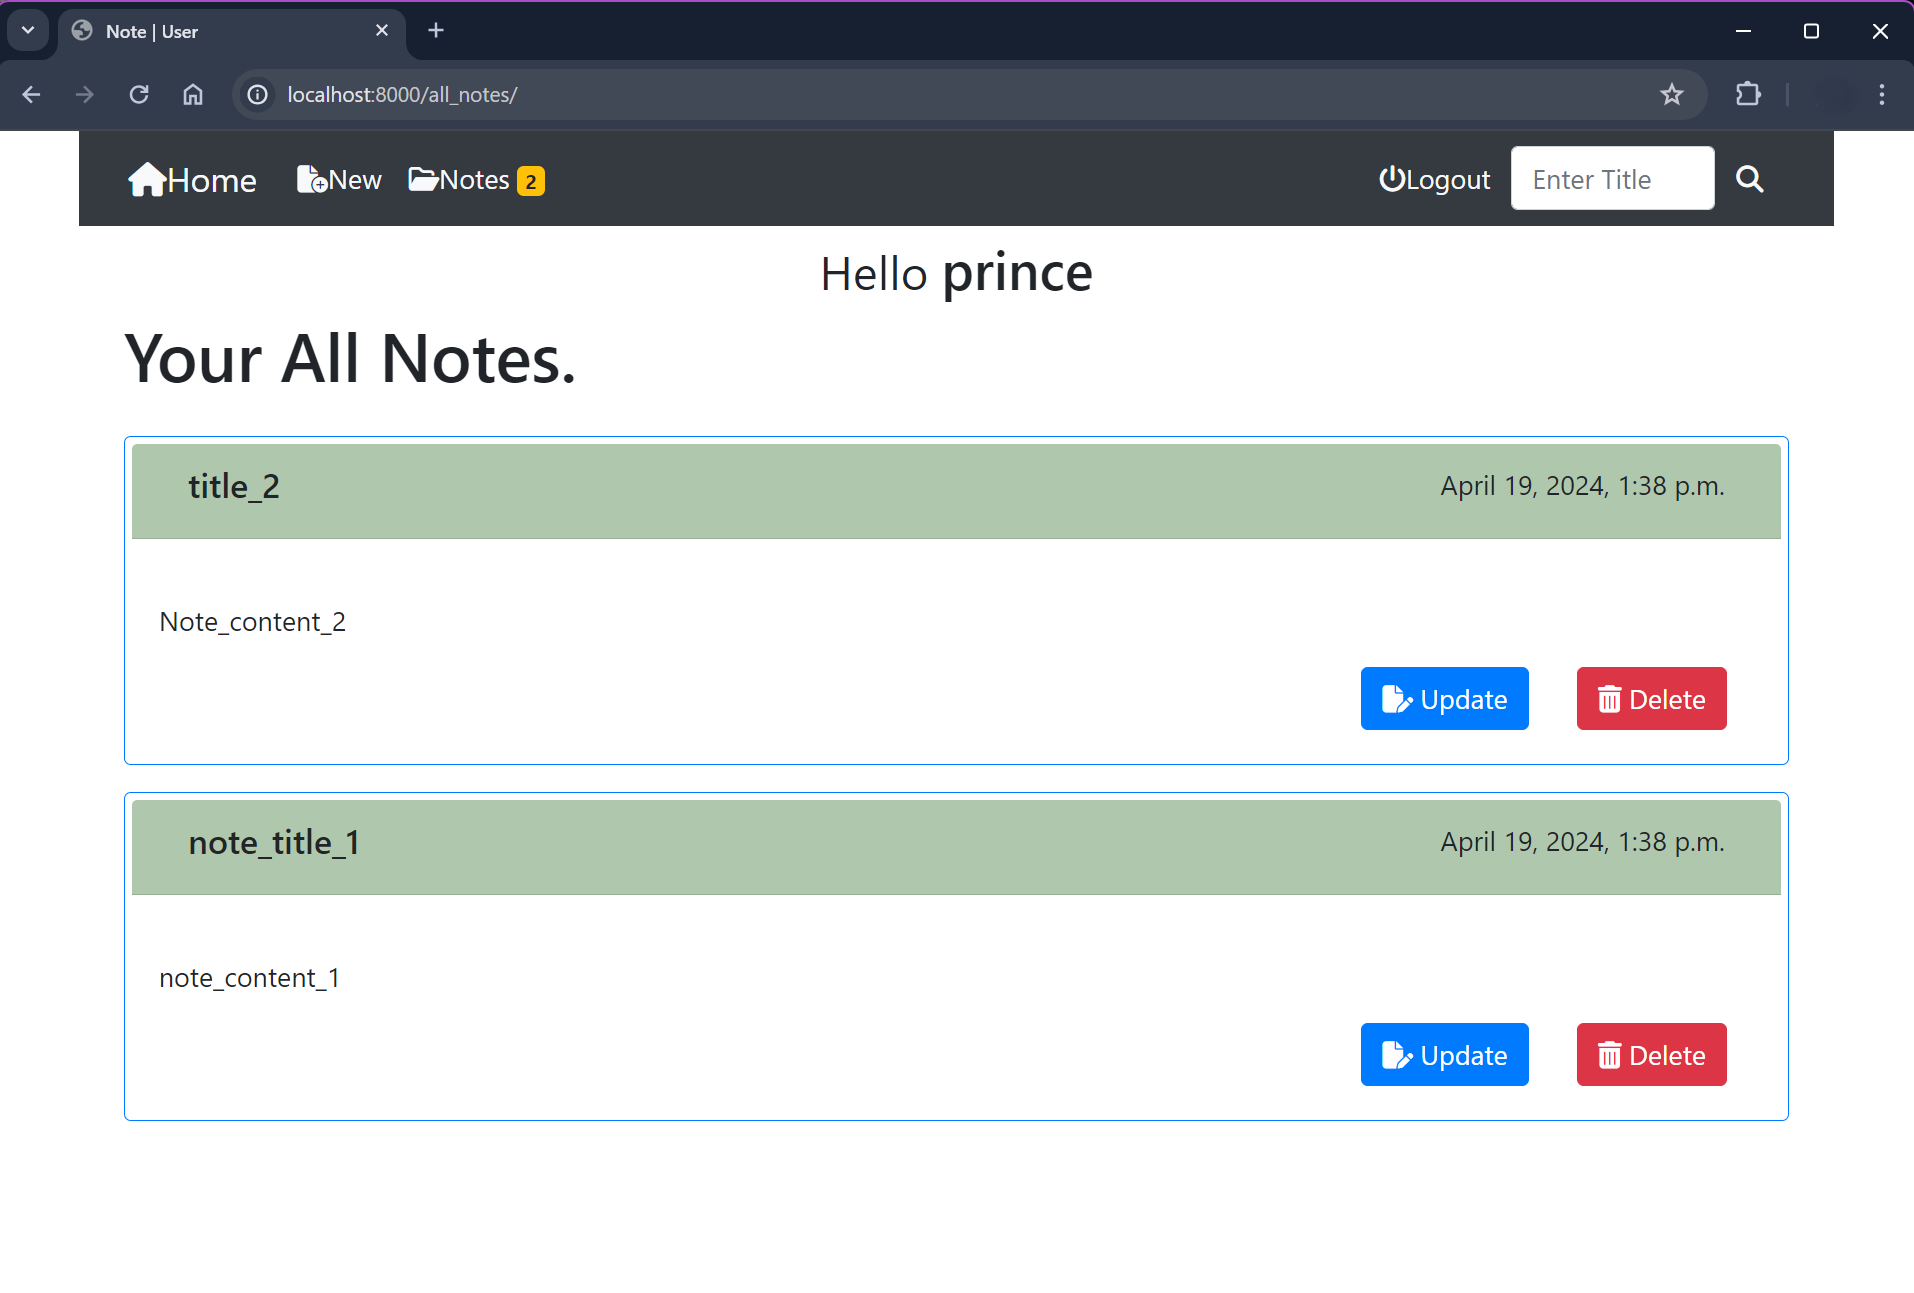 Note | User
localhost:8000/all_notes/
Home New Notes 2 Logout Enter Title
Hello prince
Your All Notes.
title_2 April 19, 2024, 1:38 p.m.
Note_content_2
Update Delete
note_title_1 April 19, 2024, 1:38 p.m.
note_content_1
Update Delete